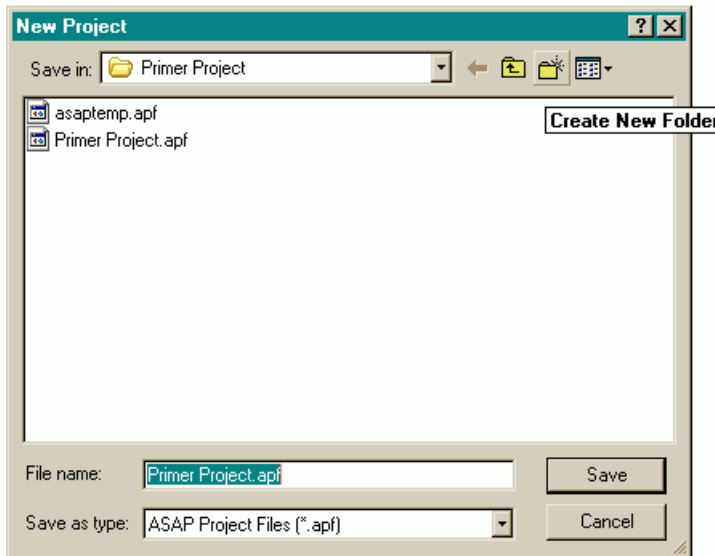 New Project
Save in: Primer Project
asaptemp.apf
Create New Folder
Primer Project.apf
File name: Primer Project.apf Save
Save as type: ASAP Project Files (*.apf) Cancel